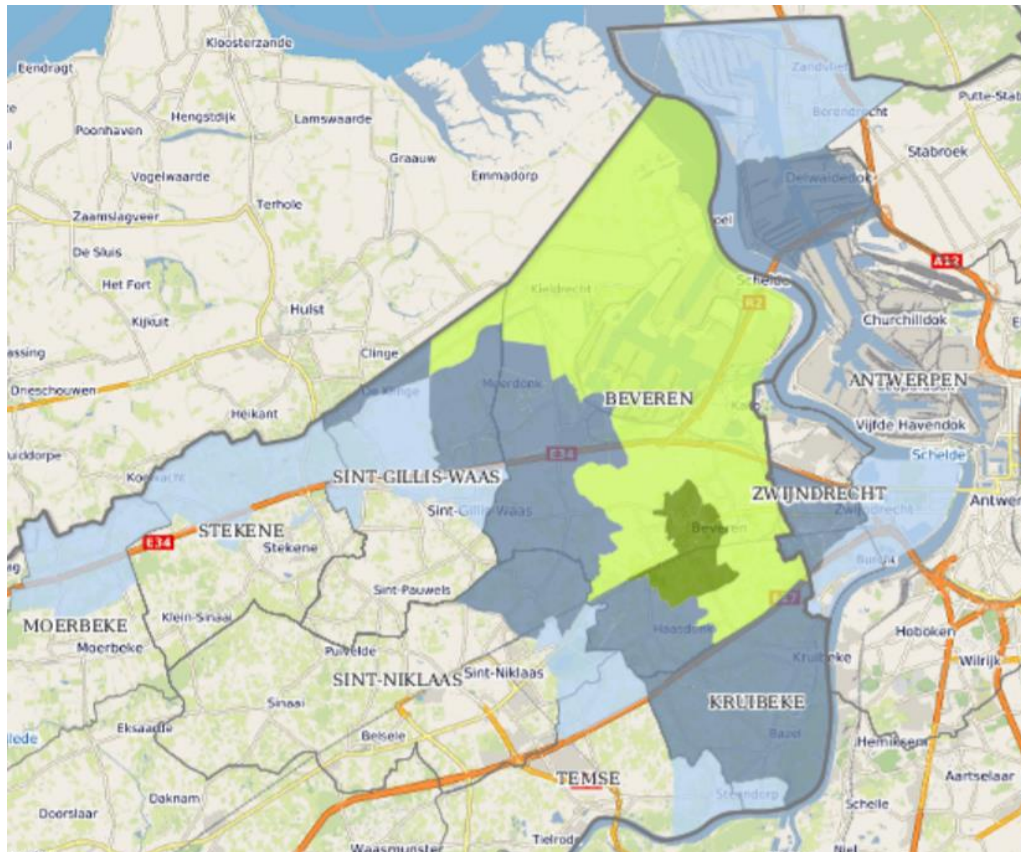 Kloosterzande
Eendragt
Zandvliet
Hengstdijk
Lamswaarde
Putte-Stab
Poonhaven
Berendrecht
Graauw
Stabroek
Vogelwaarde
Emmadorp
Delwaidedok
Terhole
Zaamslagveer
De Sluis
A12
Het Fort
Kieldrecht
Schelde
R2
Hulst
Kijkuit
Churchilldok
Clinge
Meerdonk
ANTWERPEN
Drieschouwen
De Klinge
BEVEREN
Heikant
Vijfde Havendok
E34
Schelde
SINT-GILLIS-WAAS
ZWIJNDRECHT
Antwer
Sint-Gillis-Waas
Zwijndrecht
STEKENE
Beveren
E34
Stekene
Burcht
Sint-Pauwels
Klein-Sinaai
MOERBEKE
Haasdonk
Hoboken
Moerbeke
Puivelde
Kruibeke
Wilrijk
Sint-Niklaas
SINT-NIKLAAS
Sinaai
KRUIBEKE
Eksaarde
Belsele
Bazel
Hemiksem
TEMSE
Aartselaar
Steendorp
Daknam
Schelle
Doorslaar
Tielrode
Waasmunster
Niel